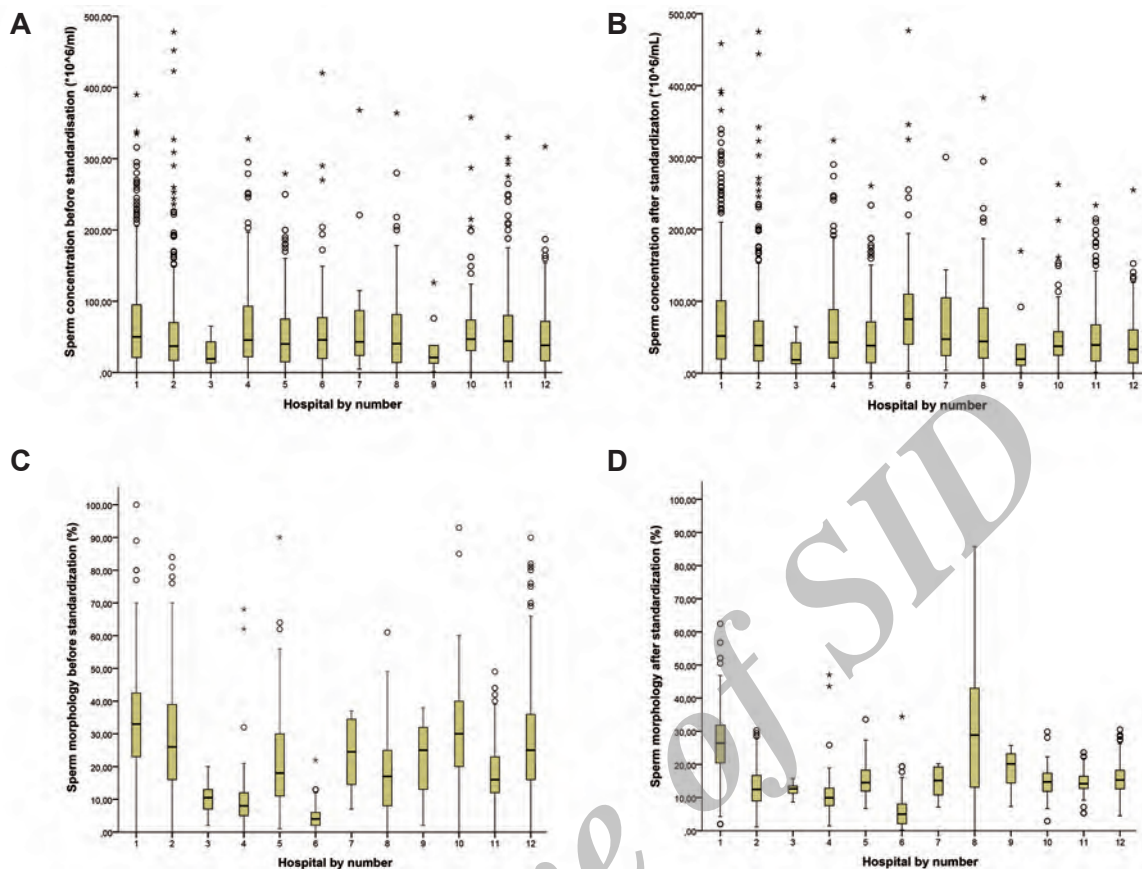 A
Sperm concentration before standardisation (*10^6/ml)
500,00
400,00
300,00
200,00
100,00
,00
1 2 3 4 5 6 7 8 9 10 11 12
Hospital by number
B
Sperm concentration after standardizaton (*10^6/mL)
500,00
400,00
300,00
200,00
100,00
,00
1 2 3 4 5 6 7 8 9 10 11 12
Hospital by number
C
Sperm morphology before standardization (%)
100,00
90,00
80,00
70,00
60,00
50,00
40,00
30,00
20,00
10,00
,00
1 2 3 4 5 6 7 8 9 10 11 12
Hospital by number
D
Sperm morphology after standardization (%)
100,00
90,00
80,00
70,00
60,00
50,00
40,00
30,00
20,00
10,00
,00
1 2 3 4 5 6 7 8 9 10 11 12
Hospital by number
e of SID